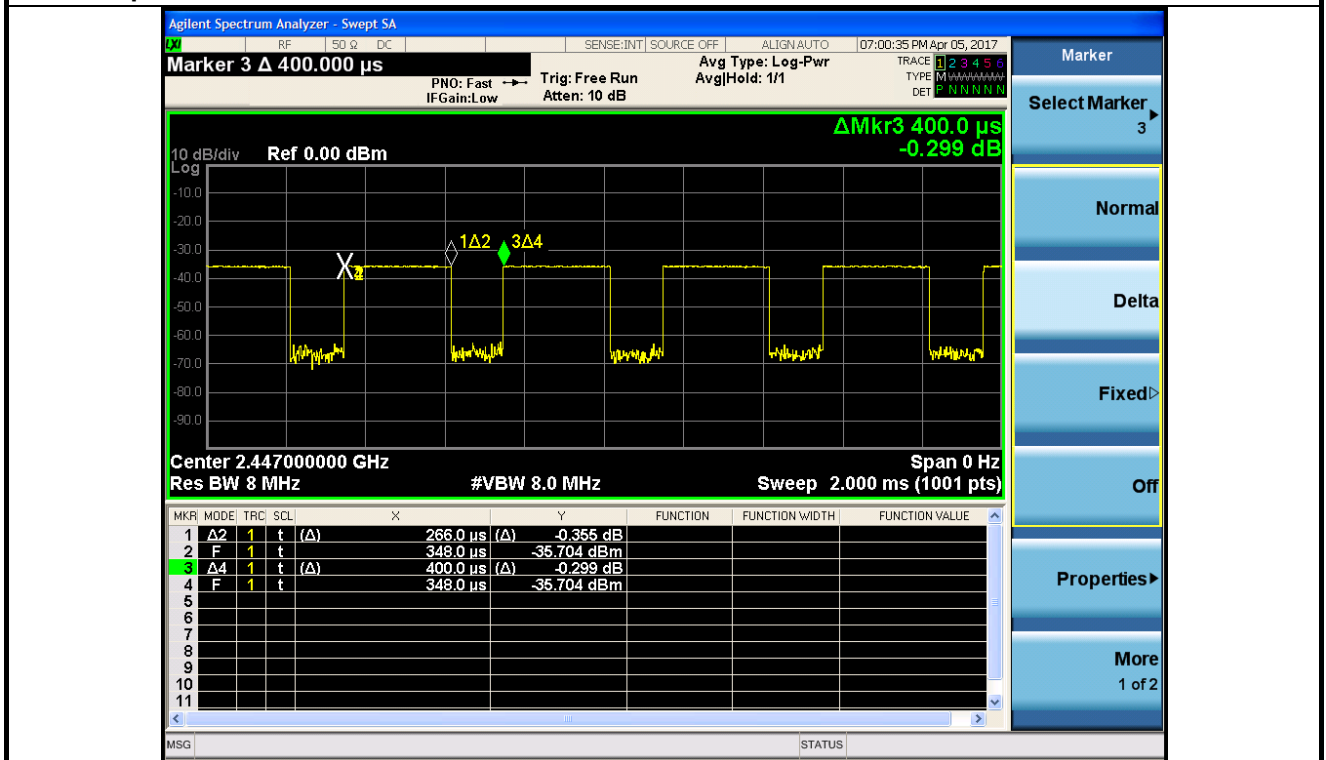 Agilent Spectrum Analyzer - Swept SA
LXI RF 50 Ω DC SENSE:INT SOURCE OFF ALIGN AUTO 07:00:35 PM Apr 05, 2017
Marker 3 Δ 400.000 µs
PNO: Fast
IFGain:Low
Trig: Free Run
Atten: 10 dB
Avg Type: Log-Pwr
Avg|Hold: 1/1
TRACE 1 2 3 4 5 6
TYPE M
DET P N N N N N
ΔMkr3 400.0 µs
-0.299 dB
10 dB/div Ref 0.00 dBm
Log
-10.0
-20.0
-30.0
-40.0
-50.0
-60.0
-70.0
-80.0
-90.0
1Δ2 3Δ4
Center 2.447000000 GHz Span 0 Hz
Res BW 8 MHz #VBW 8.0 MHz Sweep 2.000 ms (1001 pts)
MKR MODE TRC SCL X Y FUNCTION FUNCTION WIDTH FUNCTION VALUE
1 Δ2 1 t (Δ) 266.0 µs (Δ) -0.355 dB
2 F 1 t 348.0 µs -35.704 dBm
3 Δ4 1 t (Δ) 400.0 µs (Δ) -0.299 dB
4 F 1 t 348.0 µs -35.704 dBm
5
6
7
8
9
10
11
MSG STATUS
Marker
Select Marker
3
Normal
Delta
Fixed
Off
Properties
More
1 of 2